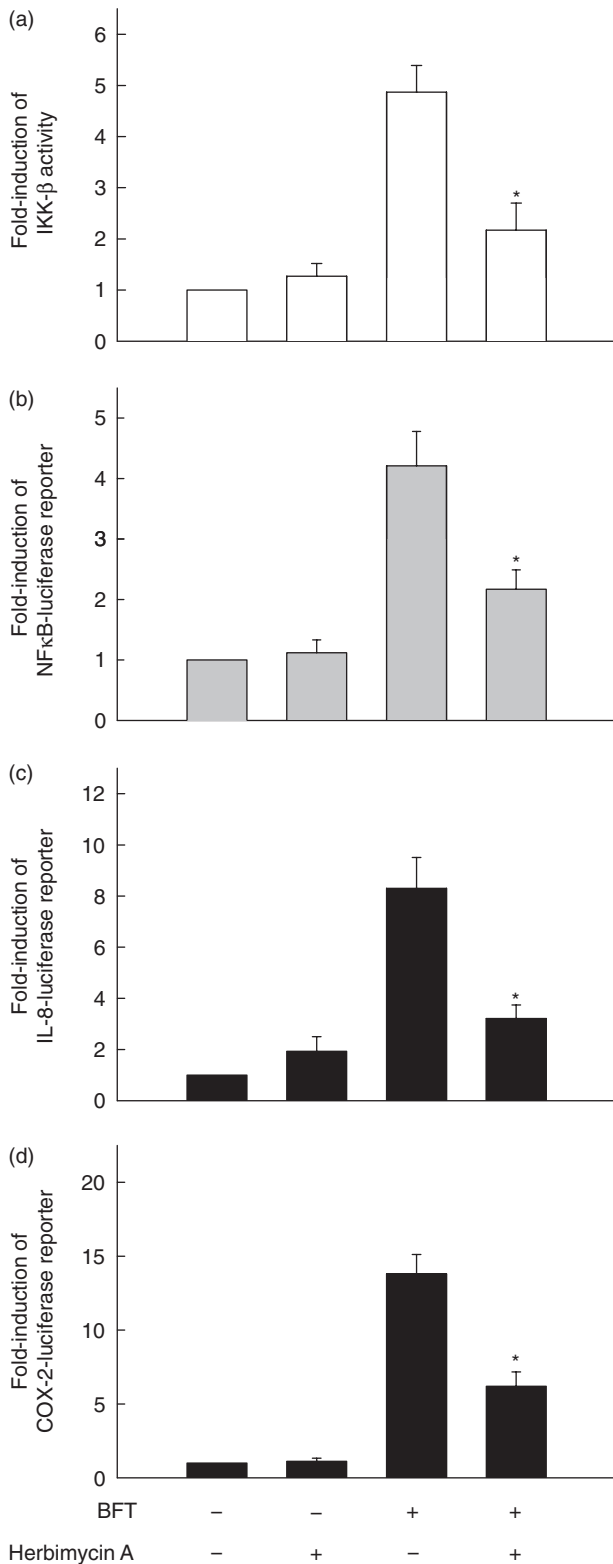 (a)
Fold-induction of
IKK-β activity
6
5
4
3
2
1
0
*
(b)
Fold-induction of
NFκB-luciferase reporter
5
4
3
2
1
0
*
(c)
Fold-induction of
IL-8-luciferase reporter
12
10
8
6
4
2
0
*
(d)
Fold-induction of
COX-2-luciferase reporter
20
15
10
5
0
*
BFT – – + +
Herbimycin A – + – +